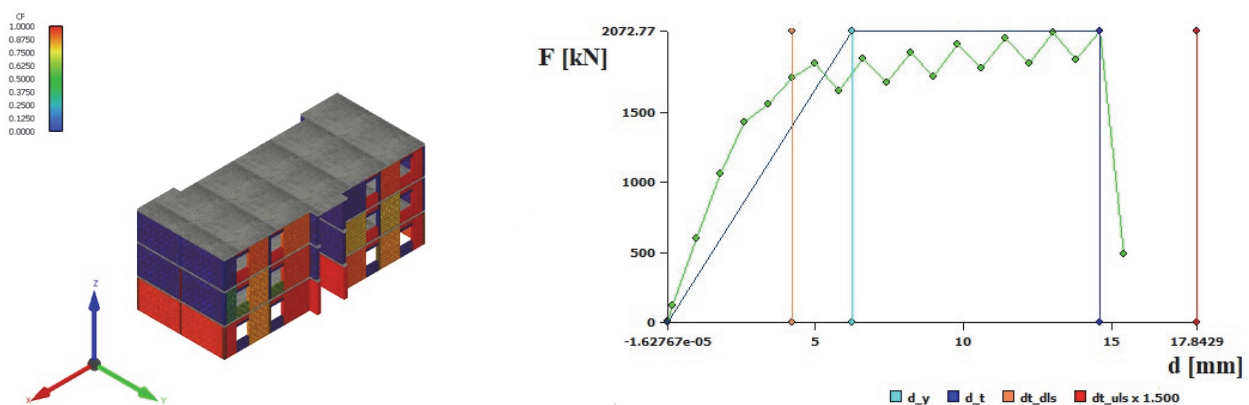 CF
1.0000
0.8750
0.7500
0.6250
0.5000
0.3750
0.2500
0.1250
0.0000
Z
X
Y
F [kN]
2072.77
1500
1000
500
0
-1.62767e-05 5 10 15 17.8429
d [mm]
d_y d_t dt_dls dt_uls x 1.500